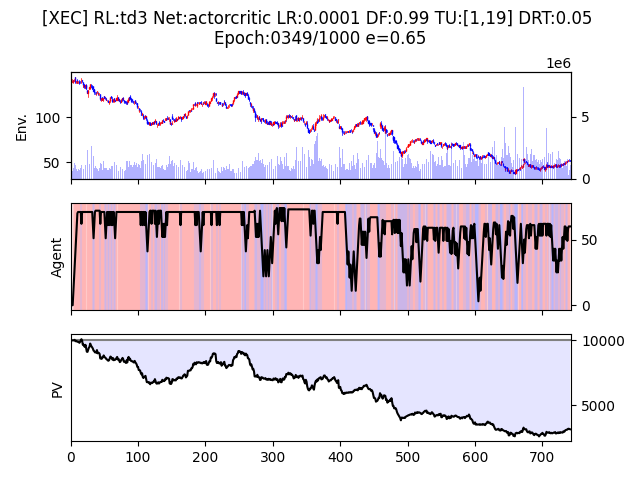 [XEC] RL:td3 Net:actorcritic LR:0.0001 DF:0.99 TU:[1,19] DRT:0.05
Epoch:0349/1000 e=0.65
1e6
Env.
100
50
5
0
Agent
50
0
PV
10000
5000
0 100 200 300 400 500 600 700